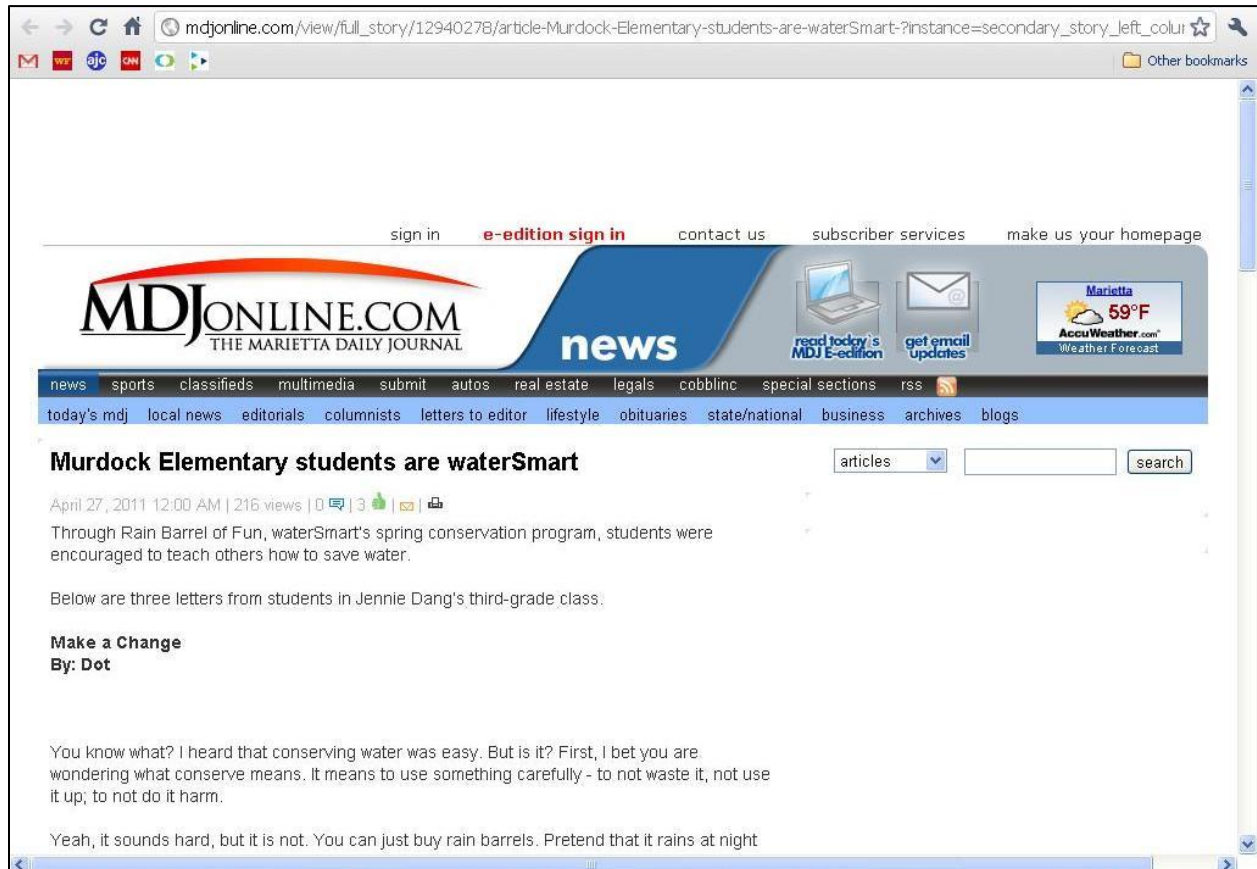 mdjonline.com/view/full_story/12940278/article-Murdock-Elementary-students-are-waterSmart-?instance=secondary_story_left_colur
WF ajc CNN Other bookmarks
sign in e-edition sign in contact us subscriber services make us your homepage
MDJONLINE.COM
THE MARIETTA DAILY JOURNAL
news
read today's
MDJ E-edition
get email
updates
Marietta
59°F
AccuWeather.com
Weather Forecast
news sports classifieds multimedia submit autos real estate legals cobblinc special sections rss
today's mdj local news editorials columnists letters to editor lifestyle obituaries state/national business archives blogs
Murdock Elementary students are waterSmart
articles search
April 27, 2011 12:00 AM | 216 views | 0 | 3 | |
Through Rain Barrel of Fun, waterSmart's spring conservation program, students were
encouraged to teach others how to save water.
Below are three letters from students in Jennie Dang's third-grade class.
Make a Change
By: Dot
You know what? I heard that conserving water was easy. But is it? First, I bet you are
wondering what conserve means. It means to use something carefully - to not waste it, not use
it up; to not do it harm.
Yeah, it sounds hard, but it is not. You can just buy rain barrels. Pretend that it rains at night